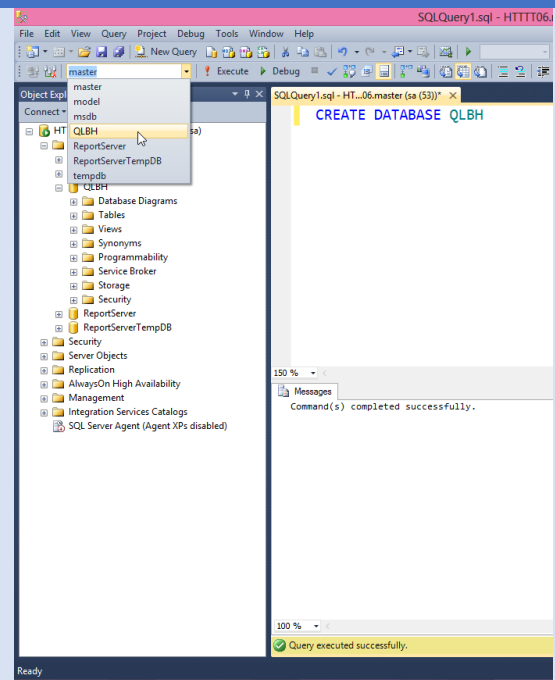 SQLQuery1.sql - HTTTT06.
File Edit View Query Project Debug Tools Window Help
New Query
master Execute Debug
master
model
msdb
QLBH
ReportServer
ReportServerTempDB
tempdb
Object Expl
Connect
HT sa)
QLBH
Database Diagrams
Tables
Views
Synonyms
Programmability
Service Broker
Storage
Security
ReportServer
ReportServerTempDB
Security
Server Objects
Replication
AlwaysOn High Availability
Management
Integration Services Catalogs
SQL Server Agent (Agent XPs disabled)
SQLQuery1.sql - HT...06.master (sa (53))*
CREATE DATABASE QLBH
150 %
Messages
Command(s) completed successfully.
100 %
Query executed successfully.
Ready